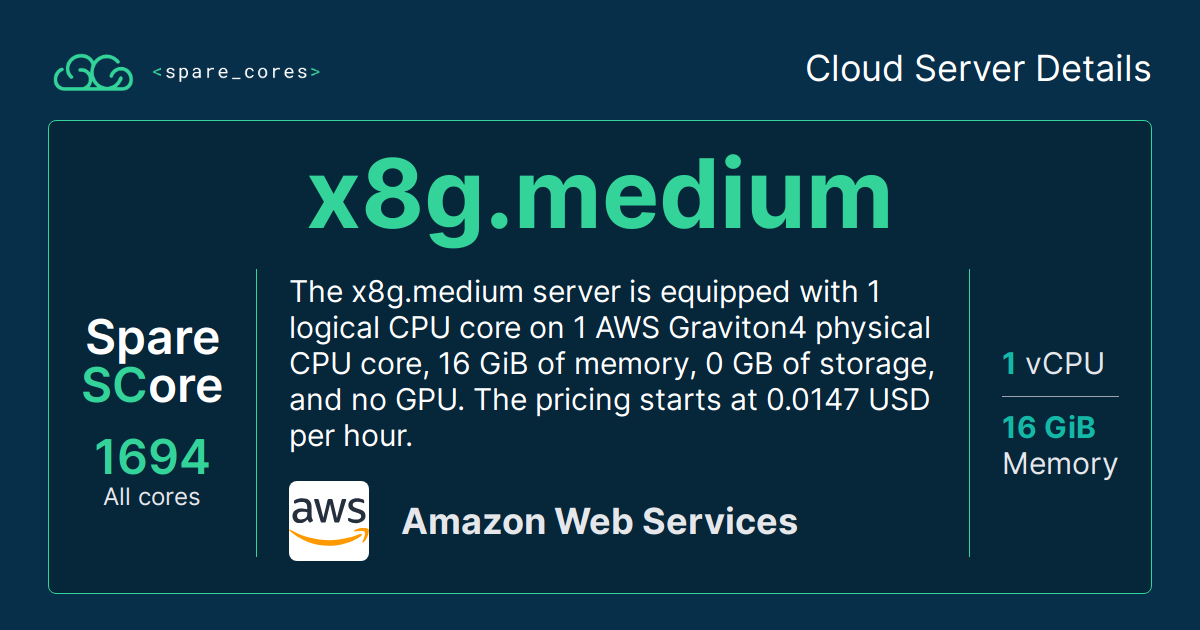 <spare_cores>
Cloud Server Details
x8g.medium
Spare
SCore
1694
All cores
The x8g.medium server is equipped with 1
logical CPU core on 1 AWS Graviton4 physical
CPU core, 16 GiB of memory, 0 GB of storage,
and no GPU. The pricing starts at 0.0147 USD
per hour.
aws
Amazon Web Services
1 vCPU
16 GiB
Memory